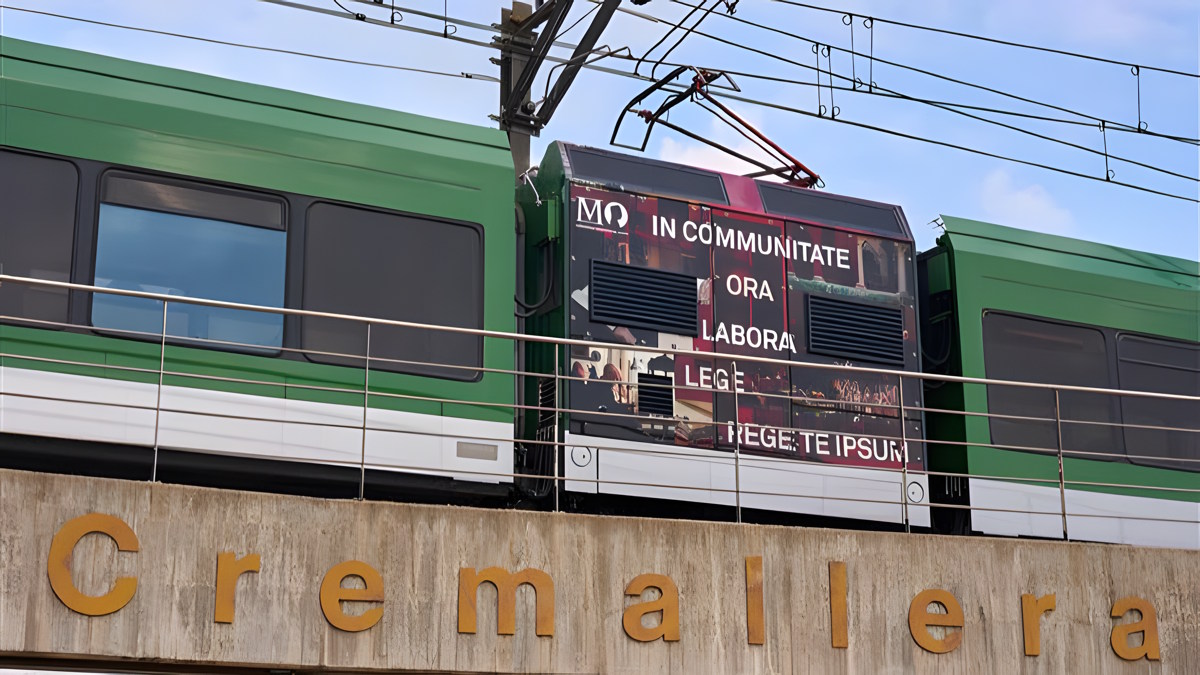 MO
IN COMMUNITATE
ORA
LABORA
LEGE
REGE TE IPSUM
Cremallera